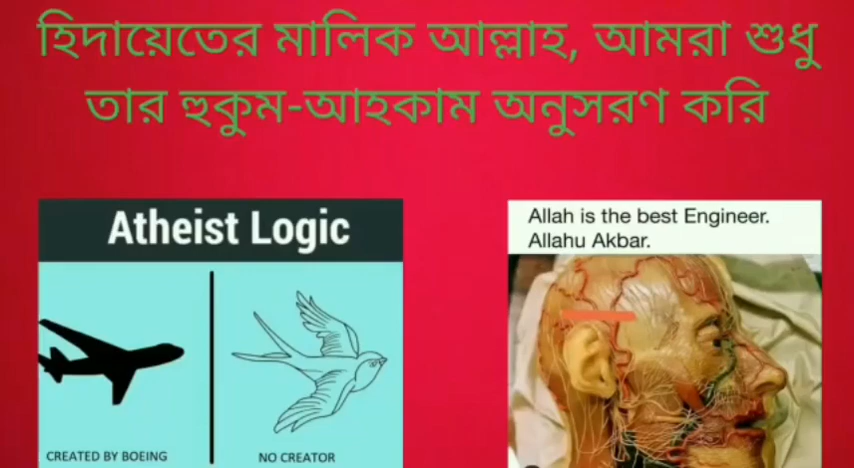 হিদায়েতের মালিক আল্লাহ, আমরা শুধু
তার হুকুম-আহকাম অনুসরণ করি
Atheist Logic
CREATED BY BOEING
NO CREATOR
Allah is the best Engineer.
Allahu Akbar.